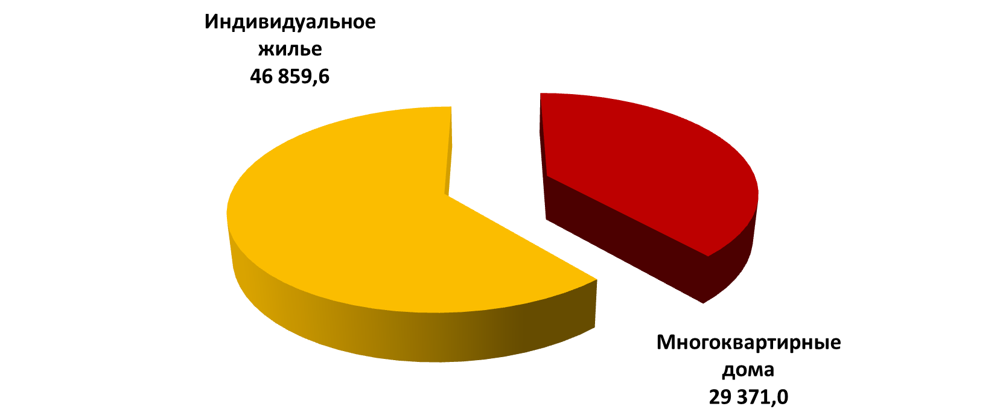 Индивидуальное
жилье
46 859,6
Многоквартирные
дома
29 371,0